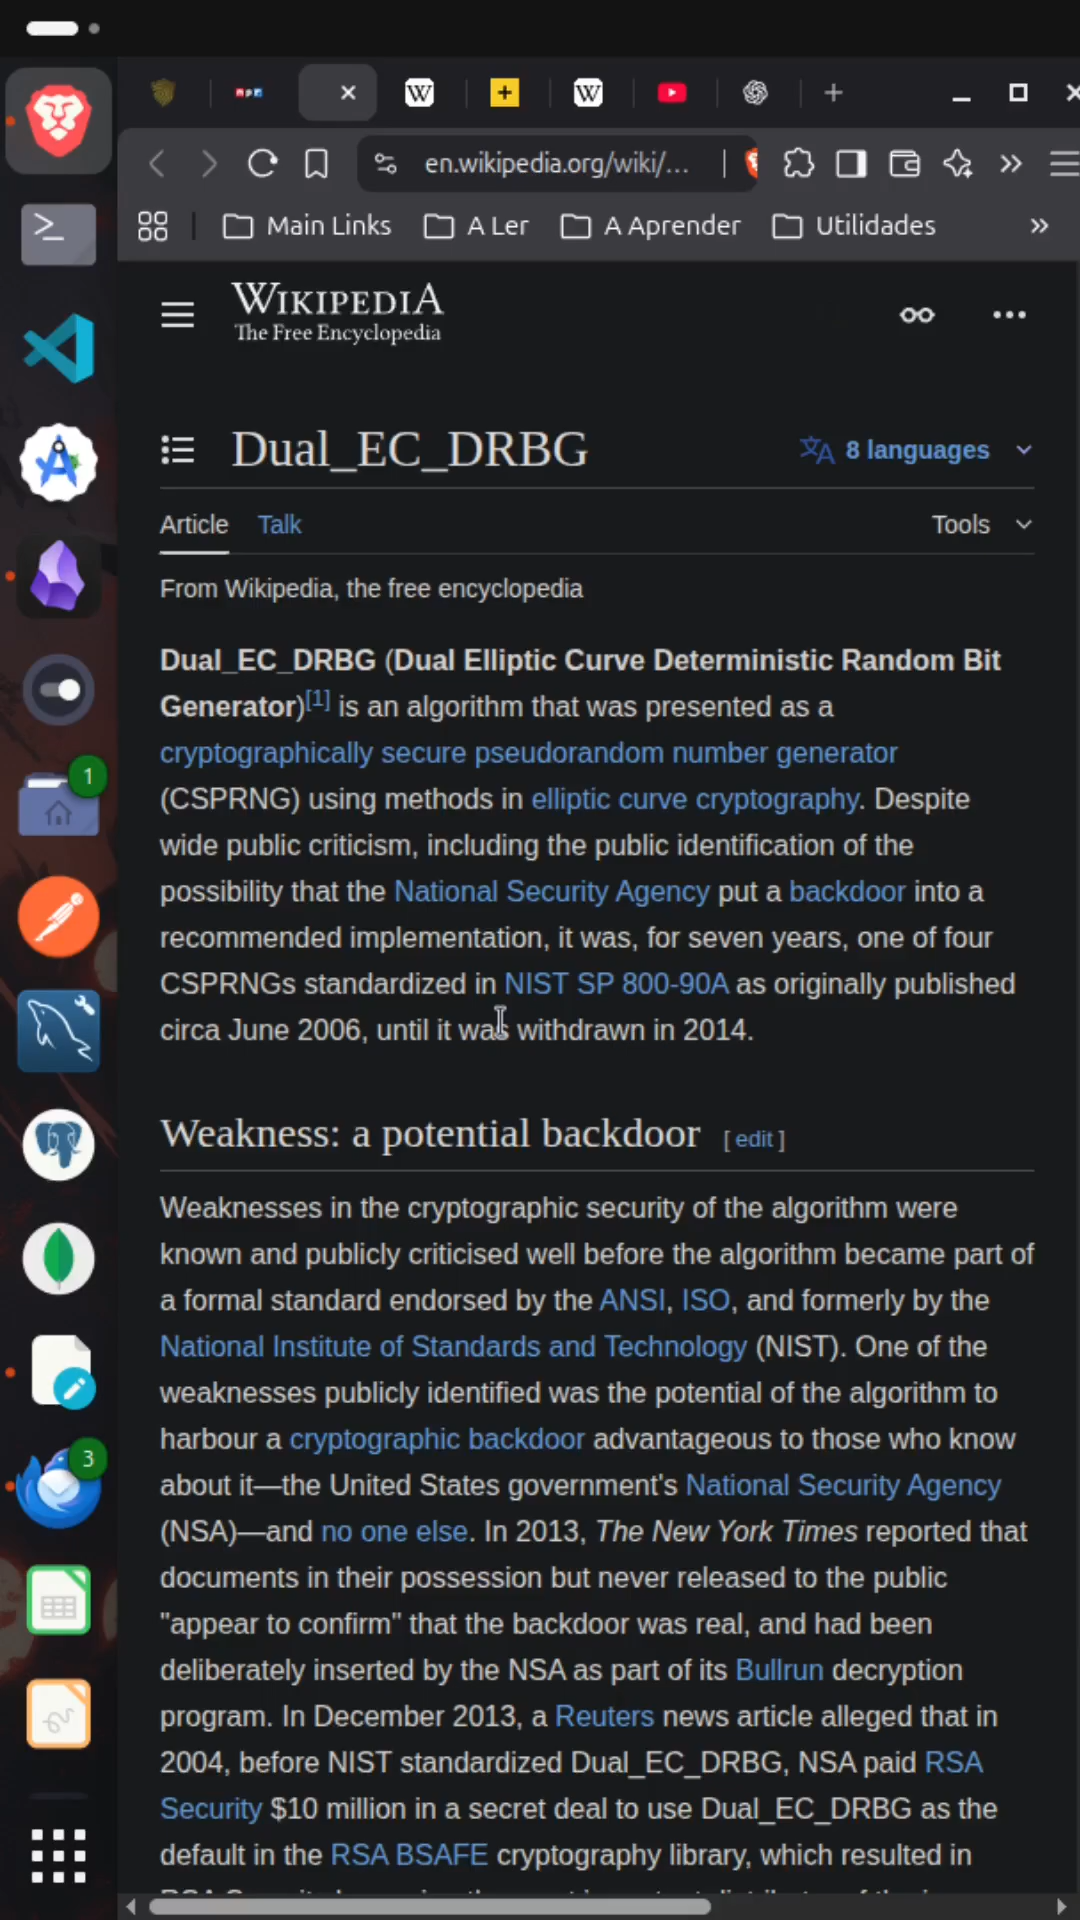 npr
en.wikipedia.org/wiki/...
Main Links
A Ler
A Aprender
Utilidades
WIKIPEDIA
The Free Encyclopedia
Dual_EC_DRBG
8 languages
Article
Talk
Tools
From Wikipedia, the free encyclopedia
Dual_EC_DRBG (Dual Elliptic Curve Deterministic Random Bit
Generator)[1] is an algorithm that was presented as a
cryptographically secure pseudorandom number generator
(CSPRNG) using methods in elliptic curve cryptography. Despite
wide public criticism, including the public identification of the
possibility that the National Security Agency put a backdoor into a
recommended implementation, it was, for seven years, one of four
CSPRNGs standardized in NIST SP 800-90A as originally published
circa June 2006, until it was withdrawn in 2014.
Weakness: a potential backdoor [ edit ]
Weaknesses in the cryptographic security of the algorithm were
known and publicly criticised well before the algorithm became part of
a formal standard endorsed by the ANSI, ISO, and formerly by the
National Institute of Standards and Technology (NIST). One of the
weaknesses publicly identified was the potential of the algorithm to
harbour a cryptographic backdoor advantageous to those who know
about it—the United States government's National Security Agency
(NSA)—and no one else. In 2013, The New York Times reported that
documents in their possession but never released to the public
"appear to confirm" that the backdoor was real, and had been
deliberately inserted by the NSA as part of its Bullrun decryption
program. In December 2013, a Reuters news article alleged that in
2004, before NIST standardized Dual_EC_DRBG, NSA paid RSA
Security $10 million in a secret deal to use Dual_EC_DRBG as the
default in the RSA BSAFE cryptography library, which resulted in
1
3